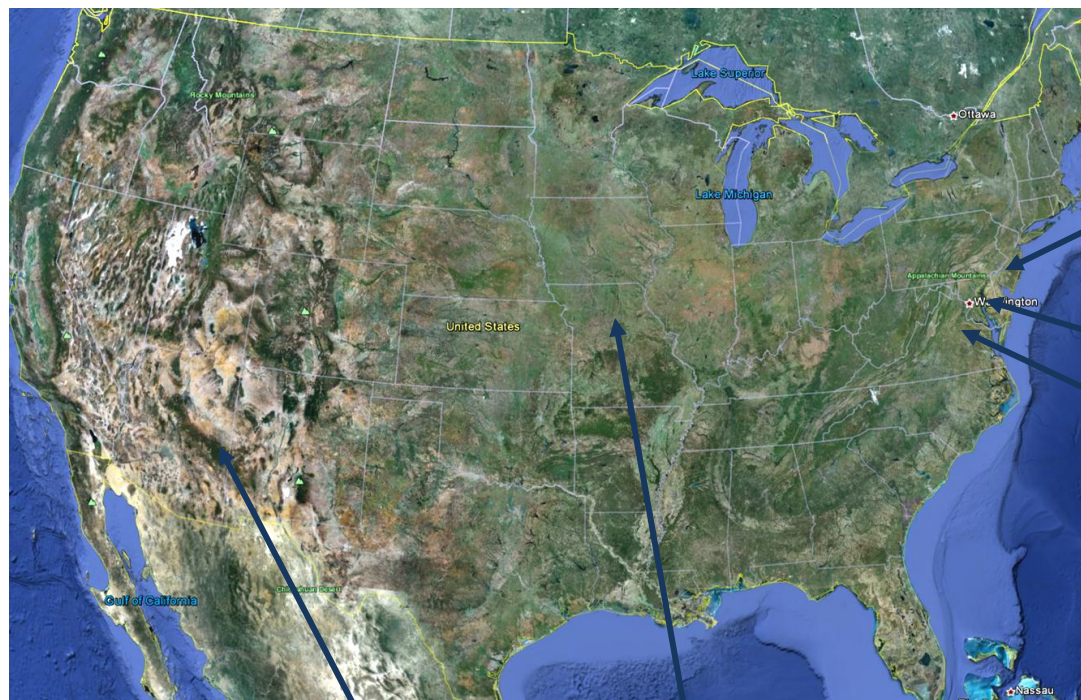 Lake Superior
Rocky Mountains
Ottawa
Lake Michigan
Appalachian Mountains
Washington
United States
Chihuahuan Desert
Gulf of California
Nassau